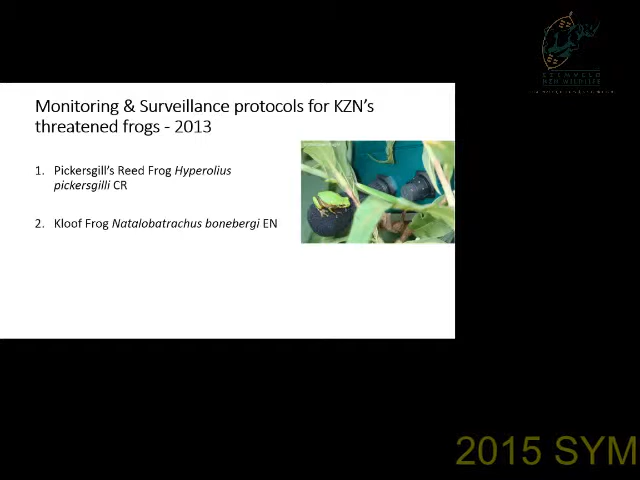 Monitoring & Surveillance protocols for KZN's
threatened frogs - 2013
1. Pickersgill's Reed Frog Hyperolius
pickersgilli CR
2. Kloof Frog Natalobatrachus bonebergi EN
EZEMVELO
KZN WILDLIFE
2015 SYM